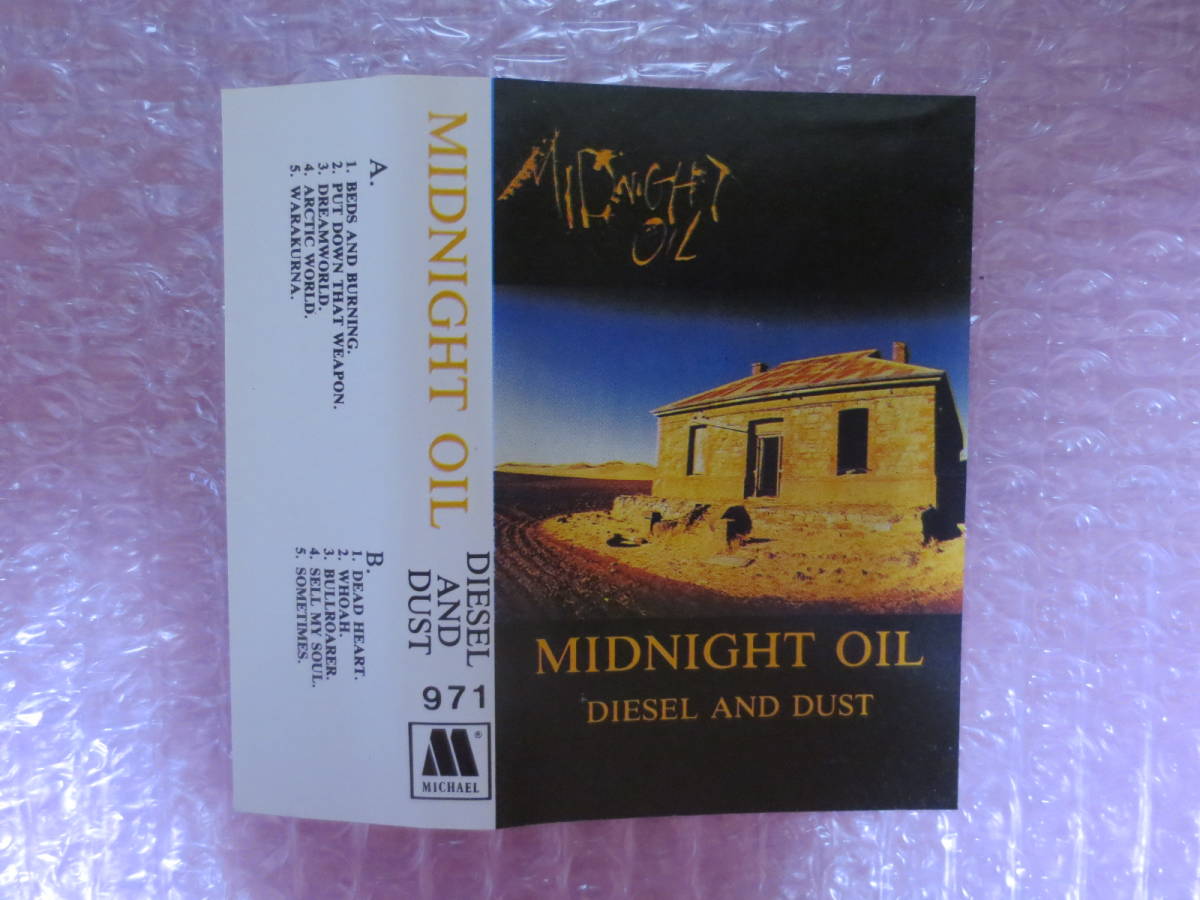 A.
1. BEDS AND BURNING.
2. PUT DOWN THAT WEAPON.
3. DREAMWORLD.
4. ARCTIC WORLD.
5. WARAKURNA.
B.
1. DEAD HEART.
2. WHOAH.
3. BULLROARER.
4. SELL MY SOUL.
5. SOMETIMES.
MIDNIGHT OIL
DIESEL
AND
DUST
971
®
MICHAEL
MIDNIGHT
OIL
MIDNIGHT OIL
DIESEL AND DUST